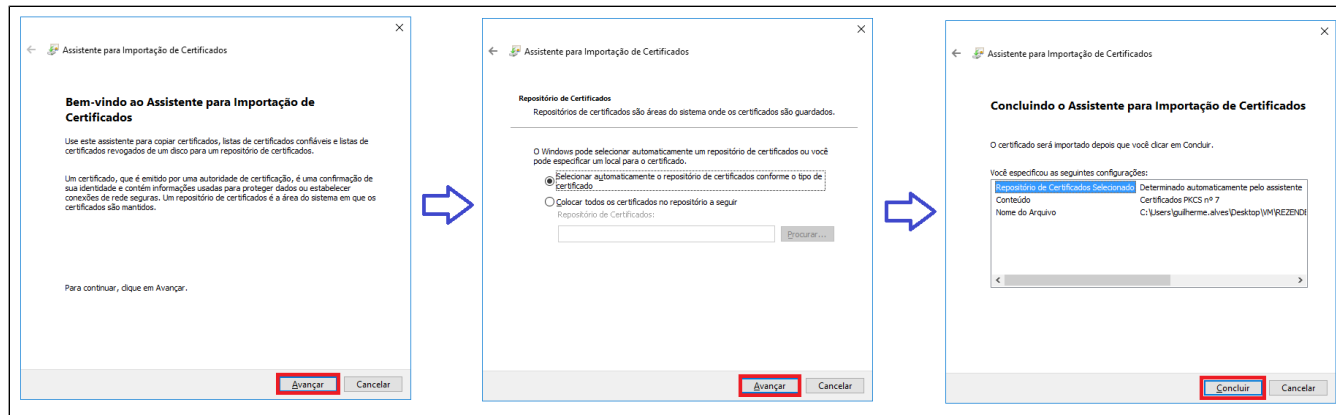 Assistente para Importação de Certificados
Bem-vindo ao Assistente para Importação de
Certificados
Use este assistente para copiar certificados, listas de certificados confiáveis e listas de
certificados revogados de um disco para um repositório de certificados.
Um certificado, que é emitido por uma autoridade de certificação, é uma confirmação de
sua identidade e contém informações usadas para proteger dados ou estabelecer
conexões de rede seguras. Um repositório de certificados é a área do sistema em que os
certificados são mantidos.
Para continuar, clique em Avançar.
Avançar Cancelar
Assistente para Importação de Certificados
Repositório de Certificados
Repositórios de certificados são áreas do sistema onde os certificados são guardados.
O Windows pode selecionar automaticamente um repositório de certificados ou você
pode especificar um local para o certificado.
Selecionar automaticamente o repositório de certificados conforme o tipo de
certificado
Colocar todos os certificados no repositório a seguir
Repositório de Certificados:
Procurar...
Avançar Cancelar
Assistente para Importação de Certificados
Concluindo o Assistente para Importação de Certificados
O certificado será importado depois que você clicar em Concluir.
Você especificou as seguintes configurações:
Repositório de Certificados Selecionado Determinado automaticamente pelo assistente
Conteúdo Certificados PKCS nº 7
Nome do Arquivo C:\Users\guilherme.alves\Desktop\VM\REZENDE
Concluir Cancelar